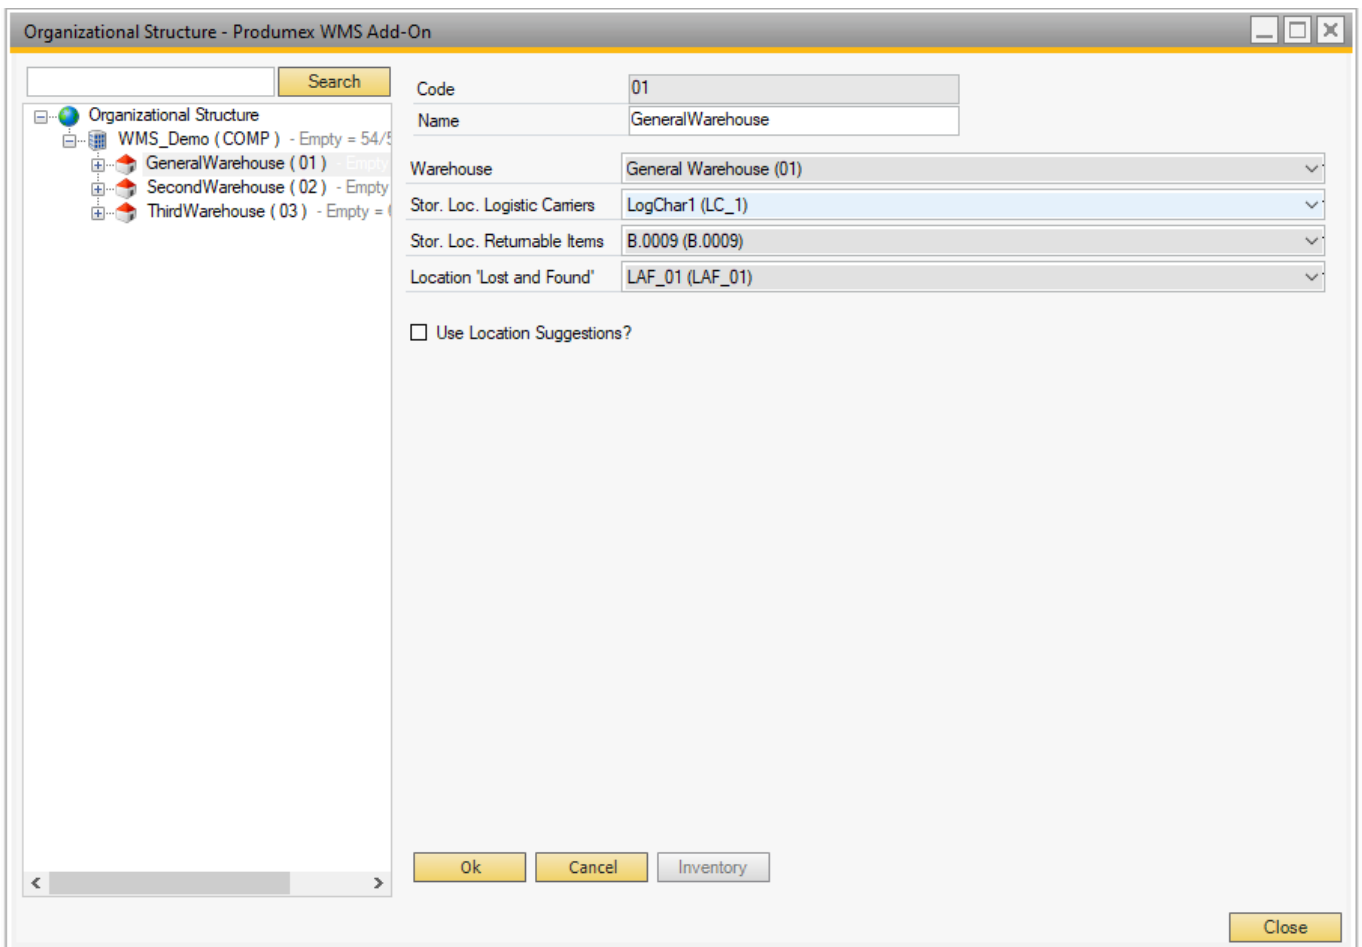 Organizational Structure - Produmex WMS Add-On
Search
Organizational Structure
WMS_Demo ( COMP ) - Empty = 54/5
GeneralWarehouse ( 01 ) - Empty
SecondWarehouse ( 02 ) - Empty
ThirdWarehouse ( 03 ) - Empty =
Code 01
Name GeneralWarehouse
Warehouse General Warehouse (01)
Stor. Loc. Logistic Carriers LogChar1 (LC_1)
Stor. Loc. Returnable Items B.0009 (B.0009)
Location 'Lost and Found' LAF_01 (LAF_01)
Use Location Suggestions?
Ok Cancel Inventory
Close